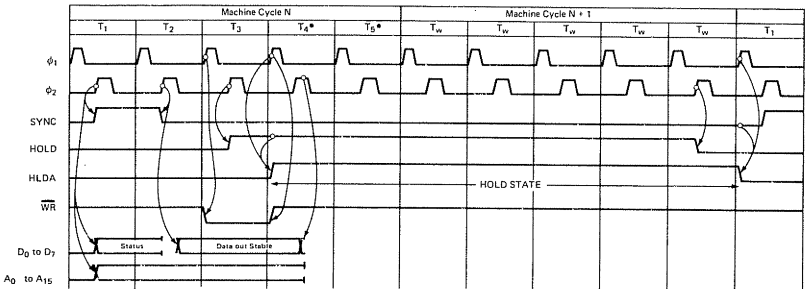 Machine Cycle N
Machine Cycle N + 1
T1 T2 T3 T4* T5* Tw Tw Tw Tw Tw T1
ϕ1
ϕ2
SYNC
HOLD
HLDA
HOLD STATE
WR
D0 to D7 Status Data out Stable
A0 to A15